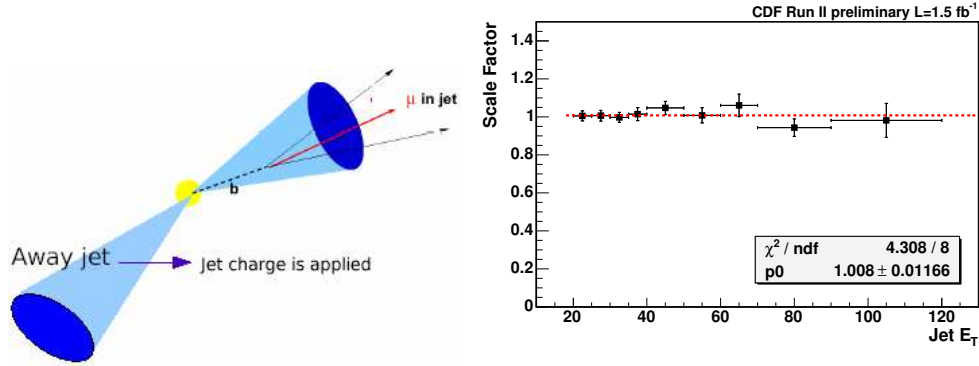 μ in jet
b
Away jet
Jet charge is applied
CDF Run II preliminary L=1.5 fb⁻¹
Scale Factor
1.4
1.2
1
0.8
0.6
0.4
0.2
0
χ² / ndf 4.308 / 8
p0 1.008 ± 0.01166
20 40 60 80 100 120
Jet E_T